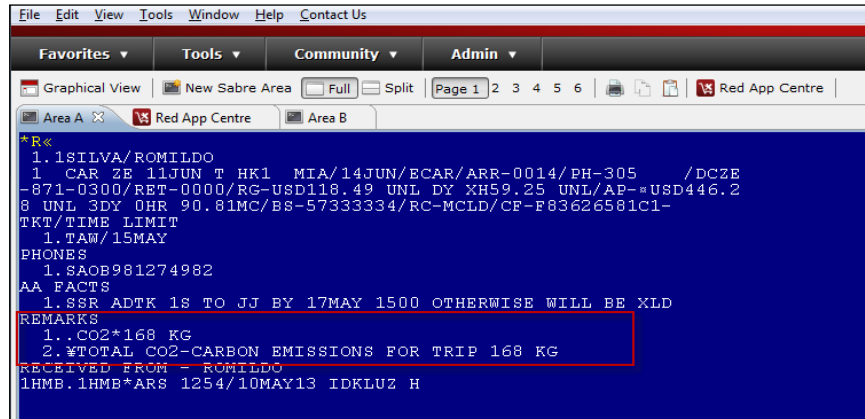 File Edit View Tools Window Help Contact Us
Favorites Tools Community Admin
Graphical View New Sabre Area Full Split Page 1 2 3 4 5 6 Red App Centre
Area A Red App Centre Area B
*R«
1.1SILVA/ROMILDO
1 CAR ZE 11JUN T HK1 MIA/14JUN/ECAR/ARR-0014/PH-305 /DCZE
-871-0300/RET-0000/RG-USD118.49 UNL DY XH59.25 UNL/AP-¤USD446.2
8 UNL 3DY 0HR 90.81MC/BS-57333334/RC-MCLD/CF-F83626581C1-
TKT/TIME LIMIT
1.TAW/15MAY
PHONES
1.SAOB981274982
AA FACTS
1.SSR ADTK 1S TO JJ BY 17MAY 1500 OTHERWISE WILL BE XLD
REMARKS
1..CO2*168 KG
2.¥TOTAL CO2-CARBON EMISSIONS FOR TRIP 168 KG
RECEIVED FROM - ROMILDO
1HMB.1HMB*ARS 1254/10MAY13 IDKLUZ H